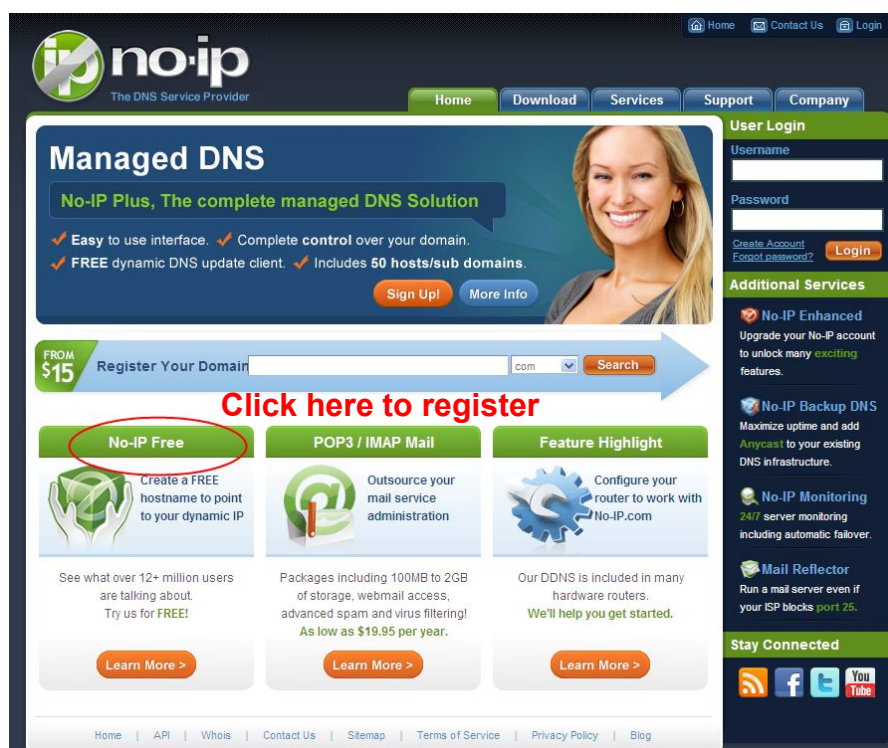 Home Contact Us Login
ip no·ip
The DNS Service Provider
Home Download Services Support Company
Managed DNS
No-IP Plus, The complete managed DNS Solution
Easy to use interface. Complete control over your domain.
FREE dynamic DNS update client. Includes 50 hosts/sub domains.
Sign Up! More Info
User Login
Username
Password
Create Account
Forgot password?
Login
FROM
$15
Register Your Domain com Search
Click here to register
No-IP Free
Create a FREE
hostname to point
to your dynamic IP
See what over 12+ million users
are talking about.
Try us for FREE!
Learn More >
POP3 / IMAP Mail
Outsource your
mail service
administration
Packages including 100MB to 2GB
of storage, webmail access,
advanced spam and virus filtering!
As low as $19.95 per year.
Learn More >
Feature Highlight
Configure your
router to work with
No-IP.com
Our DDNS is included in many
hardware routers.
We'll help you get started.
Learn More >
Additional Services
No-IP Enhanced
Upgrade your No-IP account
to unlock many exciting
features.
No-IP Backup DNS
Maximize uptime and add
Anycast to your existing
DNS infrastructure.
No-IP Monitoring
24/7 server monitoring
including automatic failover.
Mail Reflector
Run a mail server even if
your ISP blocks port 25.
Stay Connected
You
Tube
Home | API | Whois | Contact Us | Sitemap | Terms of Service | Privacy Policy | Blog